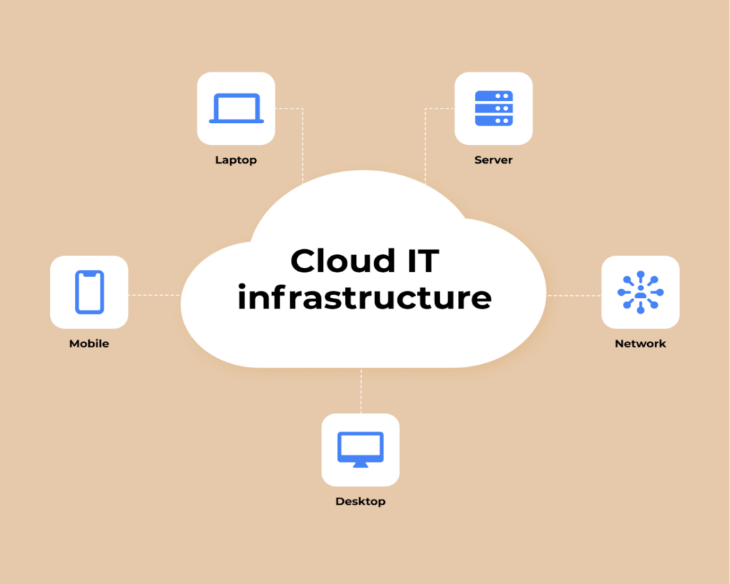 Laptop
Server
Cloud IT
infrastructure
Mobile
Network
Desktop